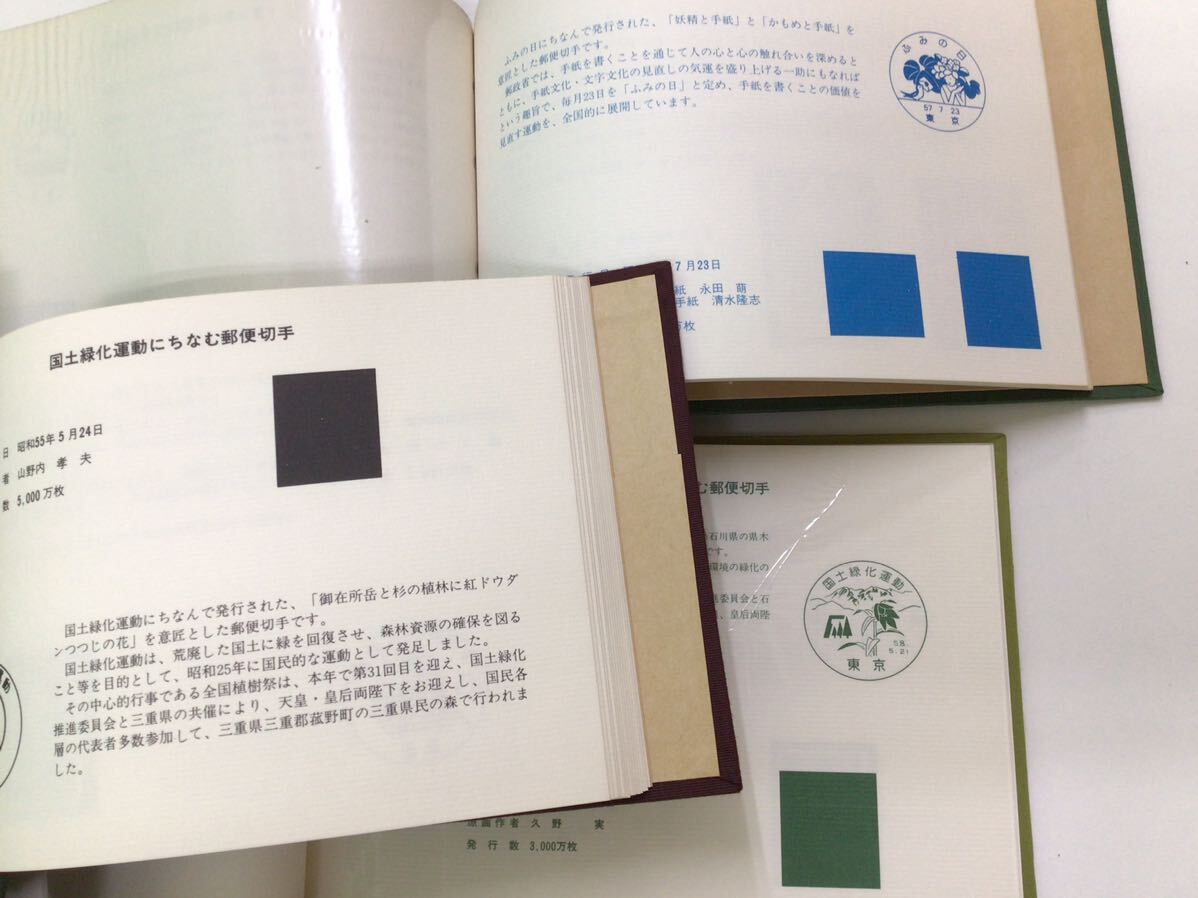 ふみの日にちなんで発行された、「妖精と手紙」と「かもめと手紙」を
意匠とした郵便切手です。
郵政省では、手紙を書くことを通じて人の心と心の触れ合いを深めると
ともに、手紙文化・文字文化の見直しの気運を盛り上げる一助にもなれば
という趣旨で、毎月23日を「ふみの日」と定め、手紙を書くことの価値を
見直す運動を、全国的に展開しています。
ふみの日
57 7 23
東京
7月23日
紙 永田 萌
手紙 清水隆志
万枚
国土緑化運動にちなむ郵便切手
日 昭和55年5月24日
者 山野内 孝 夫
数 5,000万枚
国土緑化運動にちなんで発行された、「御在所岳と杉の植林に紅ドウダ
ンつつじの花」を意匠とした郵便切手です。
国土緑化運動は、荒廃した国土に緑を回復させ、森林資源の確保を図る
こと等を目的として、昭和25年に国民的な運動として発足しました。
その中心的行事である全国植樹祭は、本年で第31回目を迎え、国土緑化
推進委員会と三重県の共催により、天皇・皇后両陛下をお迎えし、国民各
層の代表者多数参加して、三重県三重郡菰野町の三重県民の森で行われま
した。
む郵便切手
石川県の県木
です。
環境の緑化の
進委員会と石
、皇后両陛
国土緑化運動
58.
5.21
東京
原画作者 久野 実
発行数 3,000万枚